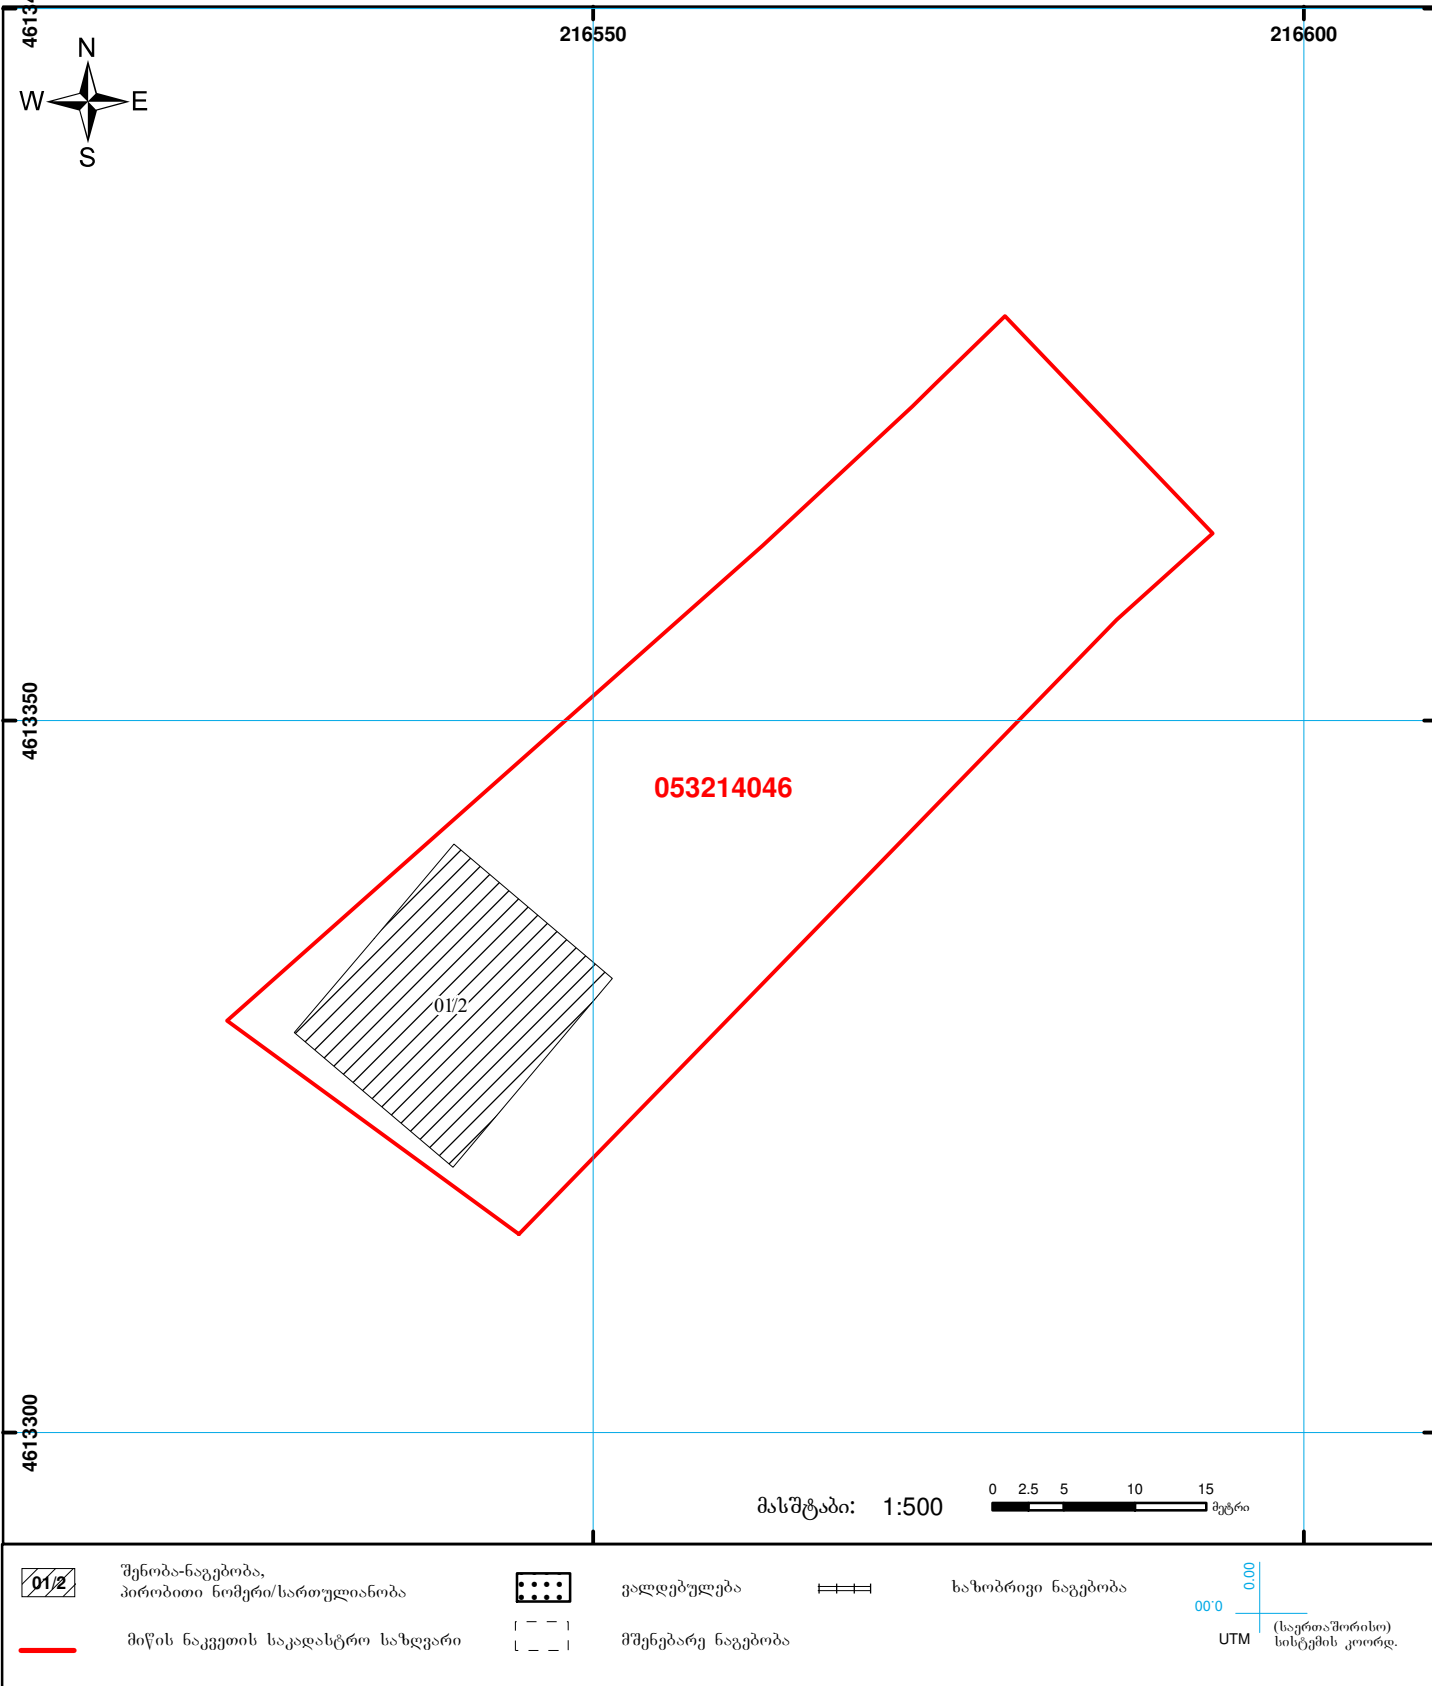 216550
216600
N
W E
S
4613350
053214046
01/2
4613300
მასშტაბი: 1:500
0 2.5 5 10 15
მეტრი
01/2
შენობა-ნაგებობა,
პირობითი ნომერი/სართულიანობა
ვალდებულება
ხაზობრივი ნაგებობა
0.00
0.00
მიწის ნაკვეთის საკადასტრო საზღვარი
მშენებარე ნაგებობა
UTM
(საერთაშორისო)
სისტემის კოორდ.